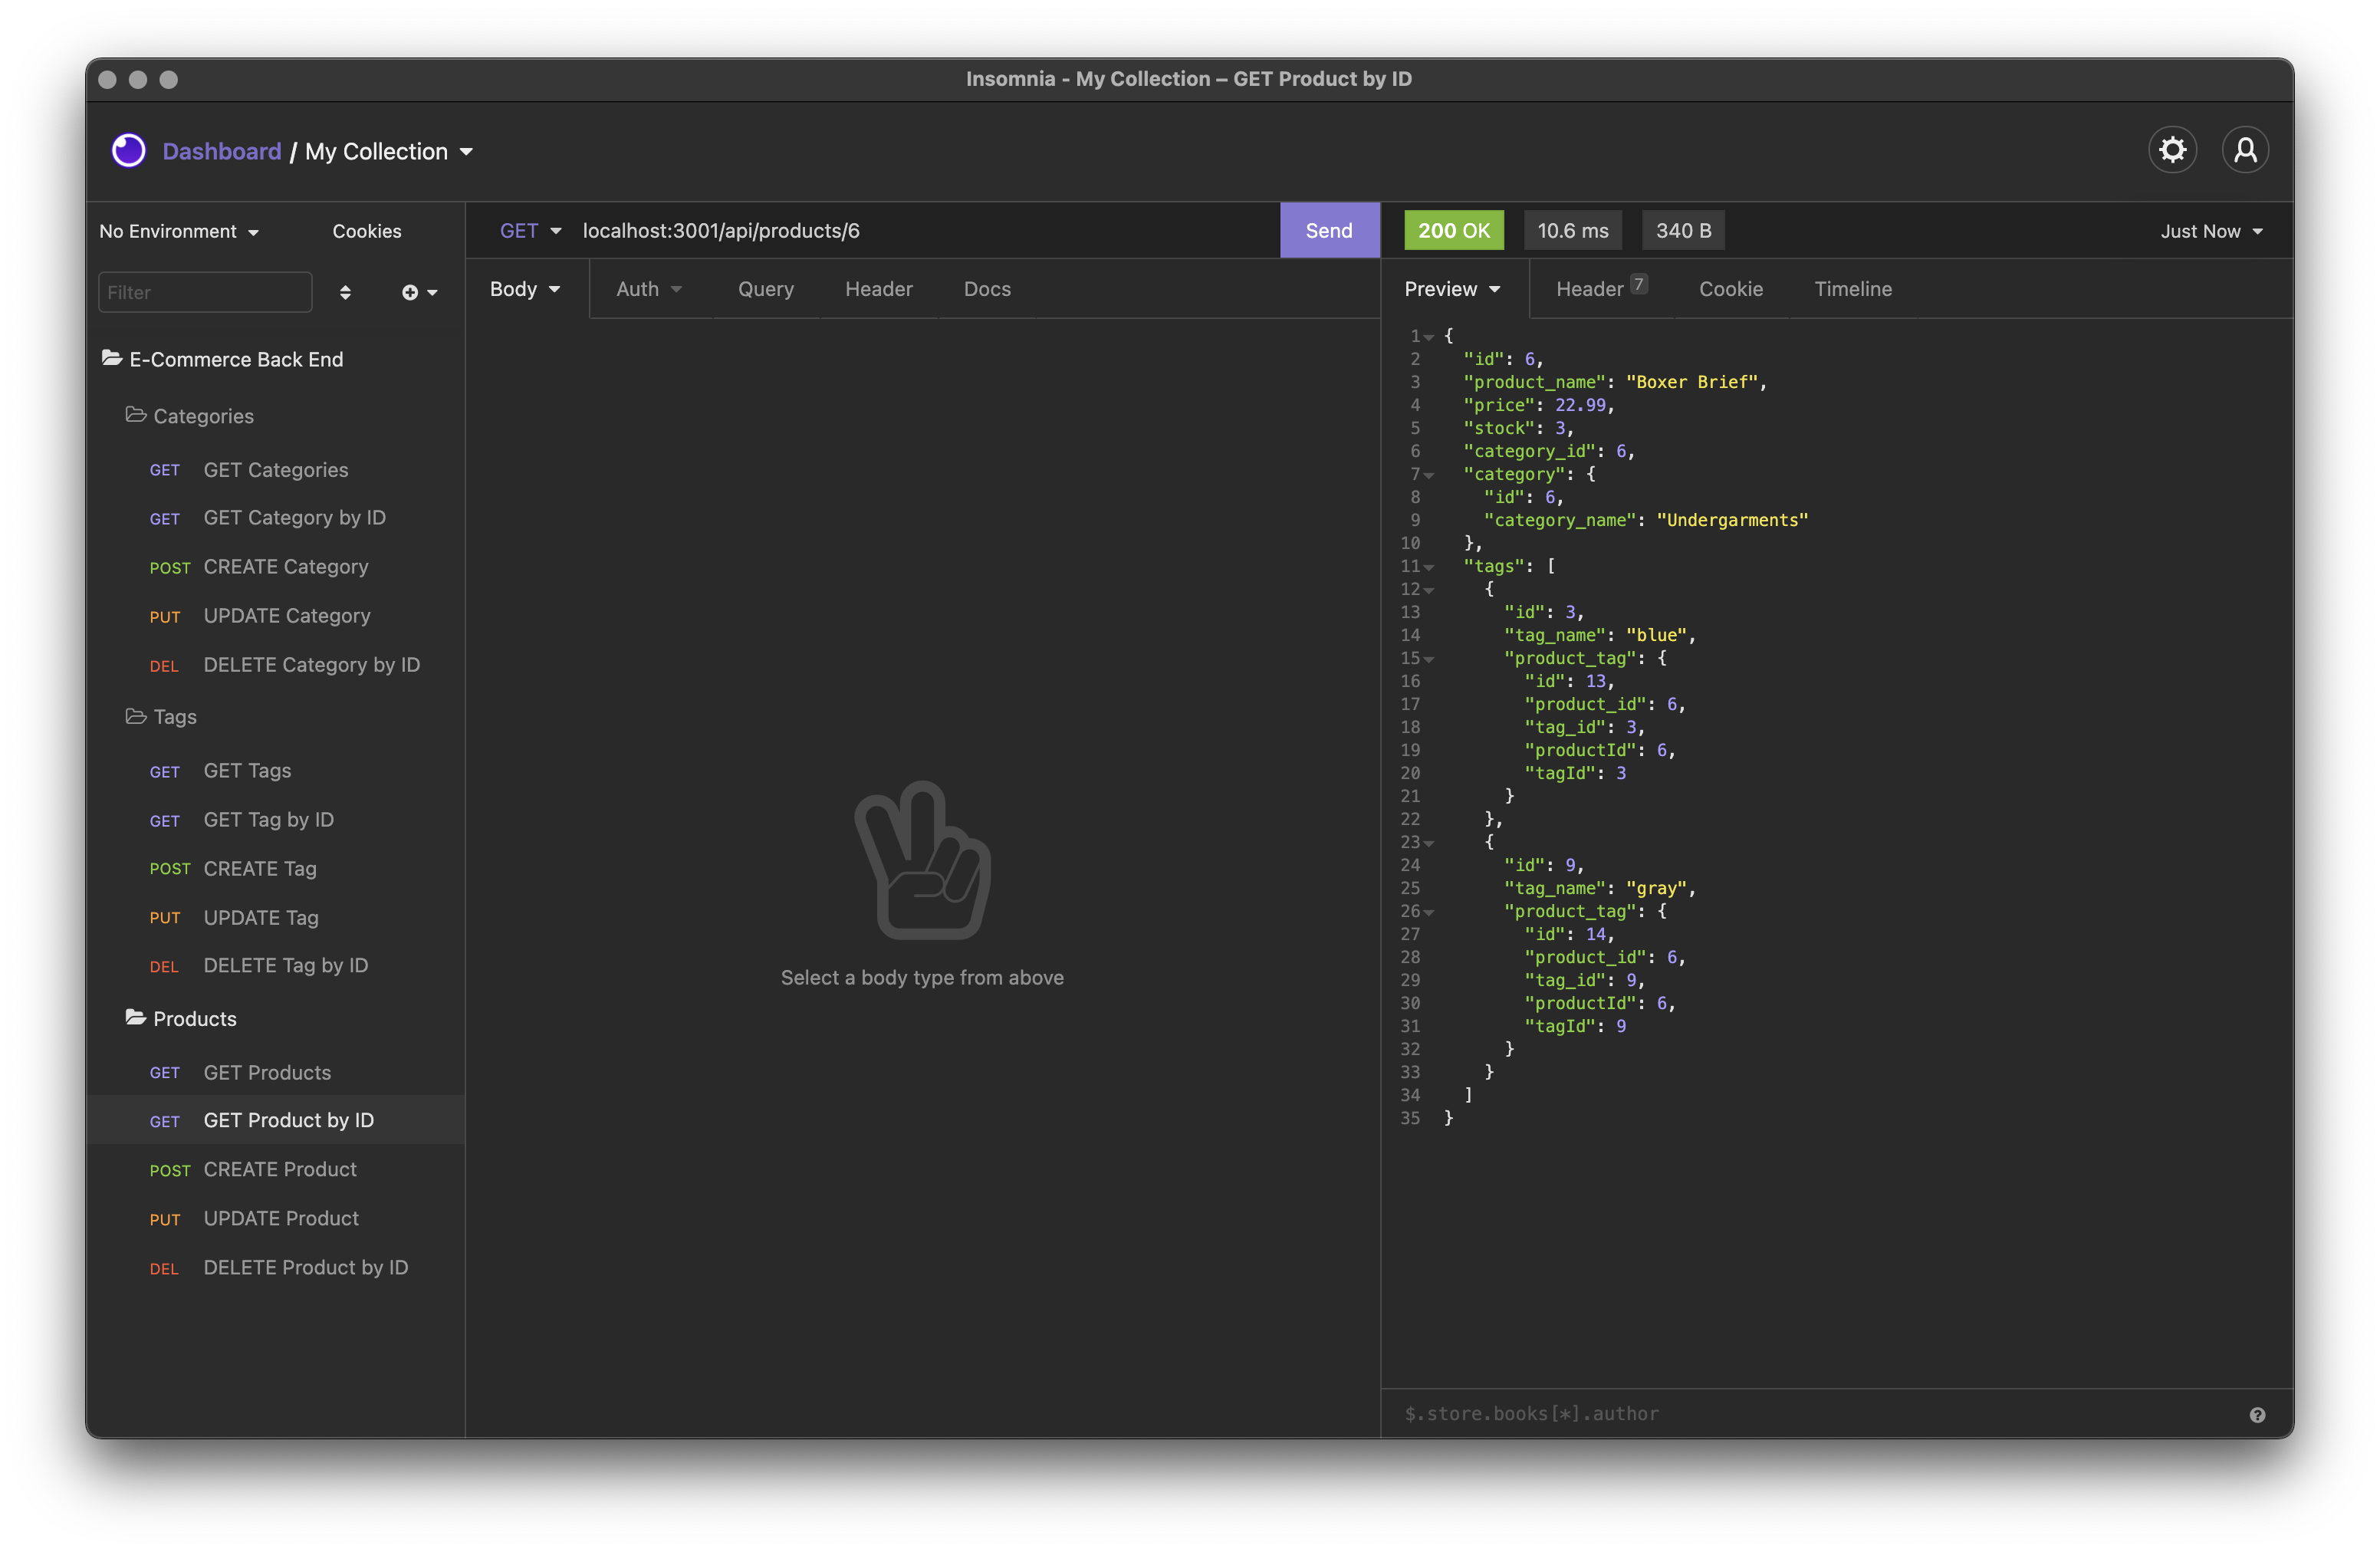 Insomnia - My Collection – GET Product by ID
Dashboard / My Collection
No Environment Cookies
Filter
E-Commerce Back End
Categories
GET GET Categories
GET GET Category by ID
POST CREATE Category
PUT UPDATE Category
DEL DELETE Category by ID
Tags
GET GET Tags
GET GET Tag by ID
POST CREATE Tag
PUT UPDATE Tag
DEL DELETE Tag by ID
Products
GET GET Products
GET GET Product by ID
POST CREATE Product
PUT UPDATE Product
DEL DELETE Product by ID
GET localhost:3001/api/products/6 Send
Body Auth Query Header Docs
Select a body type from above
200 OK 10.6 ms 340 B Just Now
Preview Header 7 Cookie Timeline
1 {
2 "id": 6,
3 "product_name": "Boxer Brief",
4 "price": 22.99,
5 "stock": 3,
6 "category_id": 6,
7 "category": {
8 "id": 6,
9 "category_name": "Undergarments"
10 },
11 "tags": [
12 {
13 "id": 3,
14 "tag_name": "blue",
15 "product_tag": {
16 "id": 13,
17 "product_id": 6,
18 "tag_id": 3,
19 "productId": 6,
20 "tagId": 3
21 }
22 },
23 {
24 "id": 9,
25 "tag_name": "gray",
26 "product_tag": {
27 "id": 14,
28 "product_id": 6,
29 "tag_id": 9,
30 "productId": 6,
31 "tagId": 9
32 }
33 }
34 ]
35 }
$.store.books[*].author ?